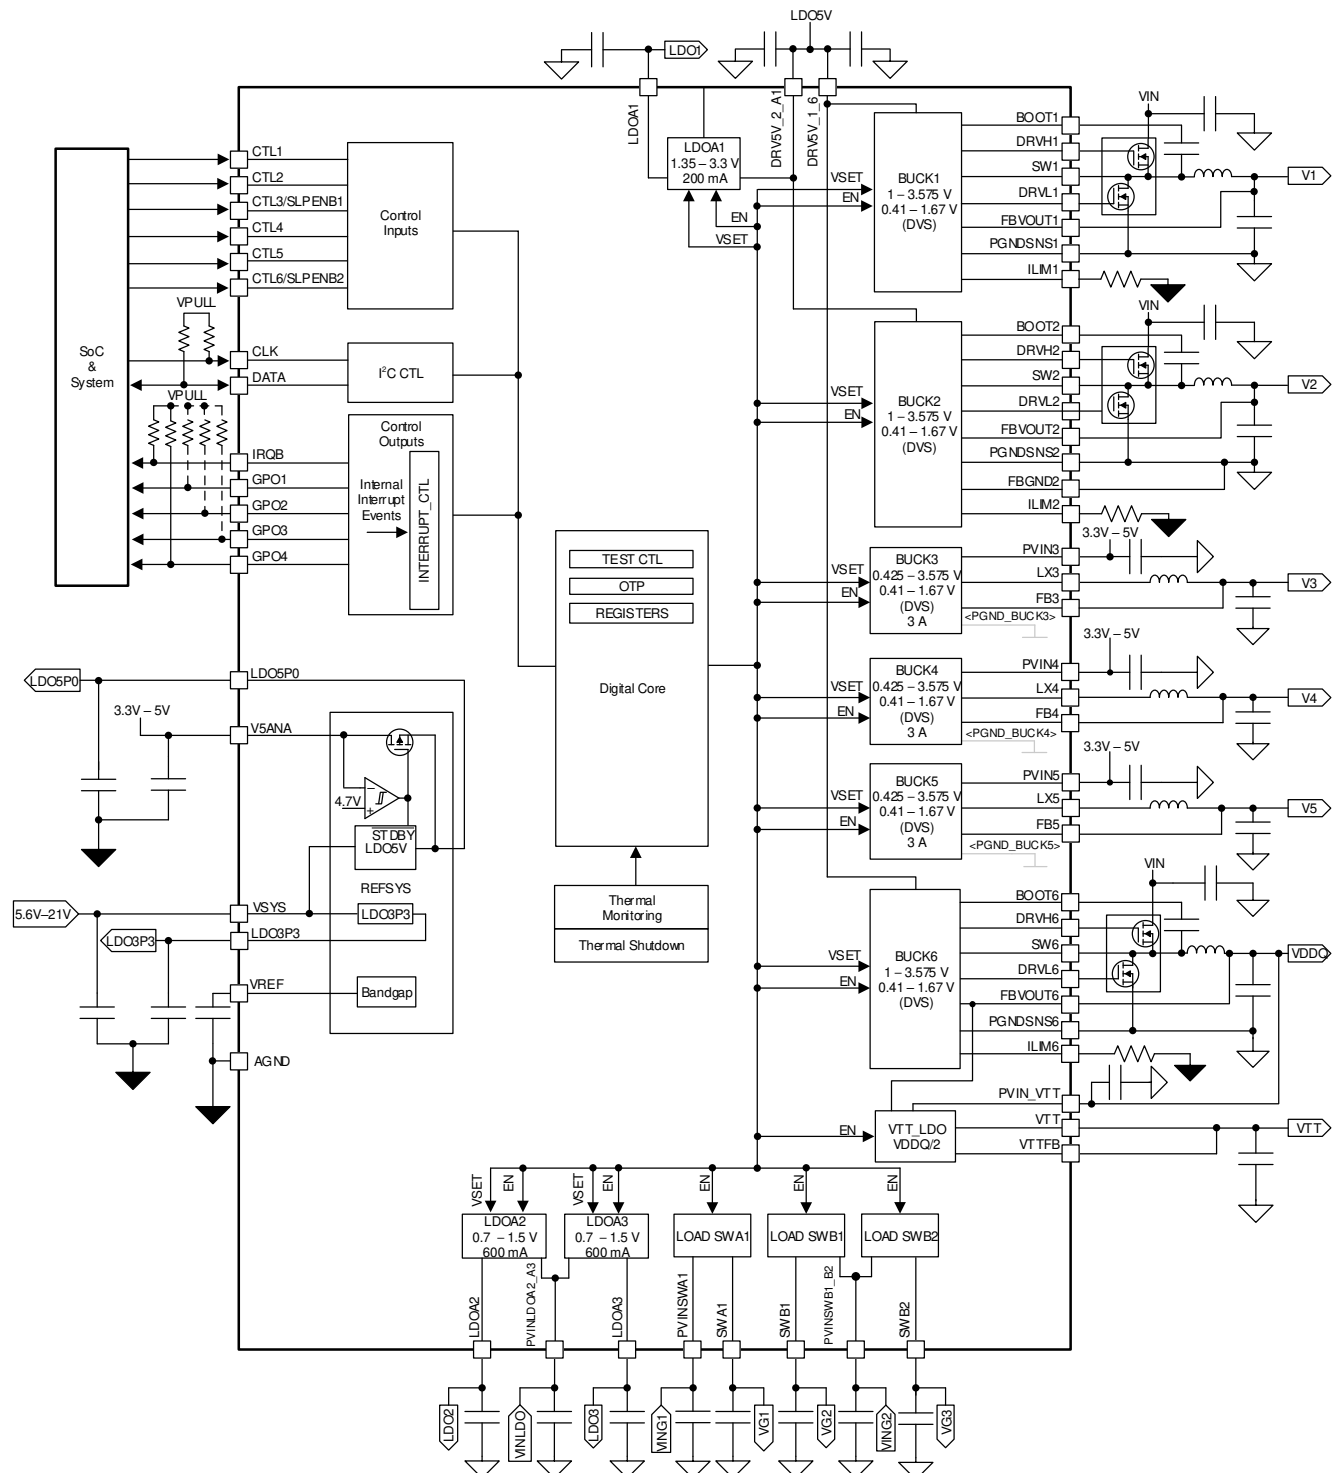 LDO5V
LDO1
LDOA1
DRV5V_2_A1
DRV5V_1_6
LDOA1
1.35 – 3.3 V
200 mA
EN
VSET
SoC
&
System
CTL1
CTL2
CTL3/SLPENB1
CTL4
CTL5
CTL6/SLPENB2
Control
Inputs
VPULL
CLK
DATA
I²C CTL
VPULL
IRQB
GPO1
GPO2
GPO3
GPO4
Control
Outputs
Internal
Interrupt
Events
INTERRUPT_CTL
TEST CTL
OTP
REGISTERS
Digital Core
Thermal
Monitoring
Thermal Shutdown
LDO5P0
LDO5P0
3.3V – 5V
V5ANA
4.7V
−
+
STDBY
LDO5V
REFSYS
5.6V–21V
VSYS
LDO3P3
LDO3P3
LDO3P3
VREF
Bandgap
AGND
VSET
EN
BUCK1
1 – 3.575 V
0.41 – 1.67 V
(DVS)
BOOT1
DRVH1
SW1
DRVL1
FBVOUT1
PGNDSNS1
ILIM1
VIN
V1
VSET
EN
BUCK2
1 – 3.575 V
0.41 – 1.67 V
(DVS)
BOOT2
DRVH2
SW2
DRVL2
FBVOUT2
PGNDSNS2
FBGND2
ILIM2
VIN
V2
VSET
EN
BUCK3
0.425 – 3.575 V
0.41 – 1.67 V
(DVS)
3 A
PVIN3
LX3
FB3
<PGND_BUCK3>
3.3V – 5V
V3
VSET
EN
BUCK4
0.425 – 3.575 V
0.41 – 1.67 V
(DVS)
3 A
PVIN4
LX4
FB4
<PGND_BUCK4>
3.3V – 5V
V4
VSET
EN
BUCK5
0.425 – 3.575 V
0.41 – 1.67 V
(DVS)
3 A
PVIN5
LX5
FB5
<PGND_BUCK5>
3.3V – 5V
V5
VSET
EN
BUCK6
1 – 3.575 V
0.41 – 1.67 V
(DVS)
BOOT6
DRVH6
SW6
DRVL6
FBVOUT6
PGNDSNS6
ILIM6
VIN
VDDQ
EN
VTT_LDO
VDDQ/2
PVIN_VTT
VTT
VTTFB
VTT
VSET
EN
VSET
EN
EN
EN
EN
LDOA2
0.7 – 1.5 V
600 mA
LDOA3
0.7 – 1.5 V
600 mA
LOAD SWA1
LOAD SWB1
LOAD SWB2
LDOA2
PVINLDOA2_A3
LDOA3
PVINSWA1
SWA1
SWB1
PVINSWB1_B2
SWB2
LDO2
VINLDO
LDO3
VING1
VG1
VG2
VING2
VG3